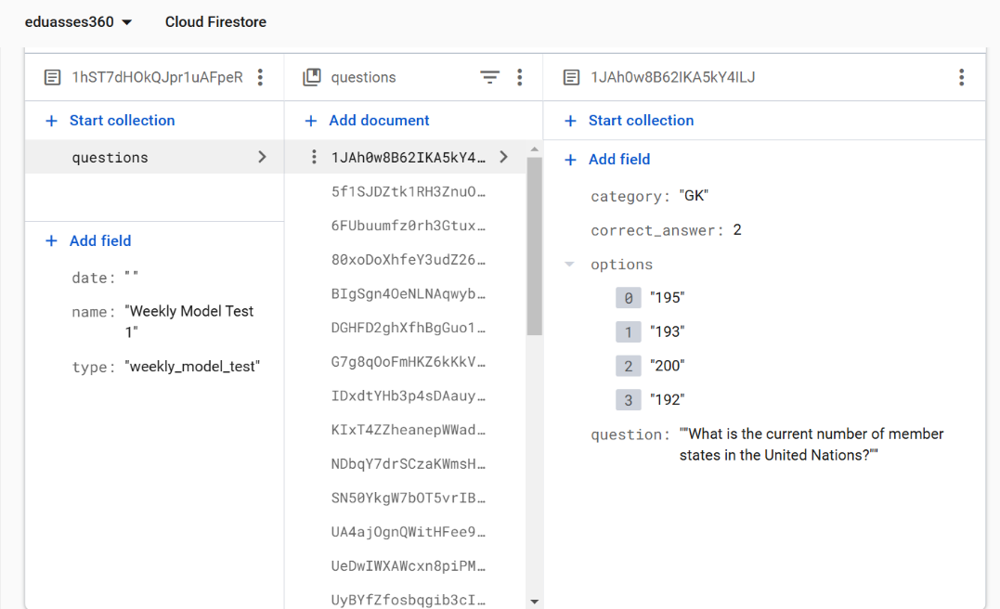 eduasses360 Cloud Firestore
1hST7dHOkQJpr1uAFpeR
questions
1JAh0w8B62IKA5kY4ILJ
+ Start collection
+ Add document
+ Start collection
questions
1JAh0w8B62IKA5kY4…
5f1SJDZtk1RH3ZnuO…
6FUbuumfz0rh3Gtux…
80xoDoXhfeY3udZ26…
BIgSgn4OeNLNAqwyb…
DGHFD2ghXfhBgGuo1…
G7g8qOoFmHKZ6kKkV…
IDxdtYHb3p4sDAauy…
KIxT4ZZheanepWWad…
NDbqY7drSCzaKWmsH…
SN50YkgW7bOT5vrIB…
UA4ajOgnQWitHFee9…
UeDwIWXAWcxn8piPM…
UyBYfZfosbqgib3cI…
+ Add field
date: ""
name: "Weekly Model Test
1"
type: "weekly_model_test"
+ Add field
category: "GK"
correct_answer: 2
options
0 "195"
1 "193"
2 "200"
3 "192"
question: ""What is the current number of member
states in the United Nations?""